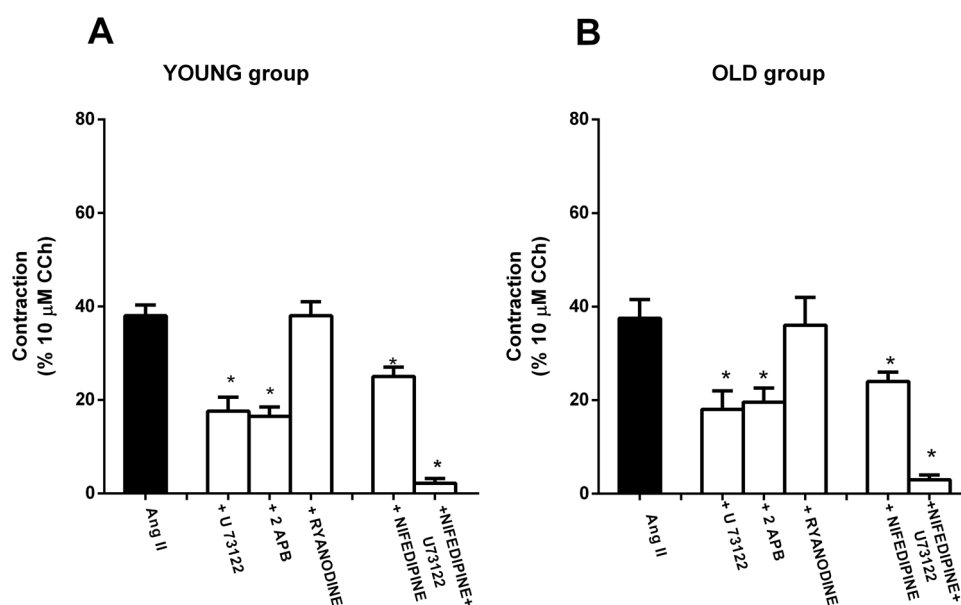 A
YOUNG group
Contraction
(% 10 μM CCh)
80
60
40
20
0
*
*
*
*
Ang II
+ U 73122
+ 2 APB
+ RYANODINE
+ NIFEDIPINE
+NIFEDIPINE+
U73122
B
OLD group
Contraction
(% 10 μM CCh)
80
60
40
20
0
*
*
*
*
Ang II
+ U 73122
+ 2 APB
+ RYANODINE
+ NIFEDIPINE
+NIFEDIPINE+
U73122